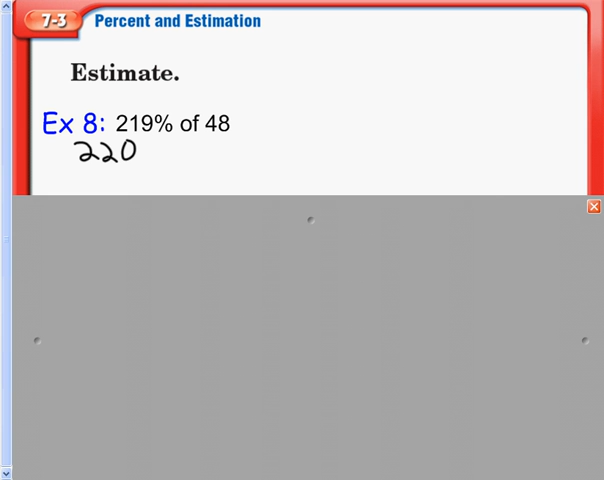 7-3 Percent and Estimation
Estimate.
Ex 8: 219% of 48
220